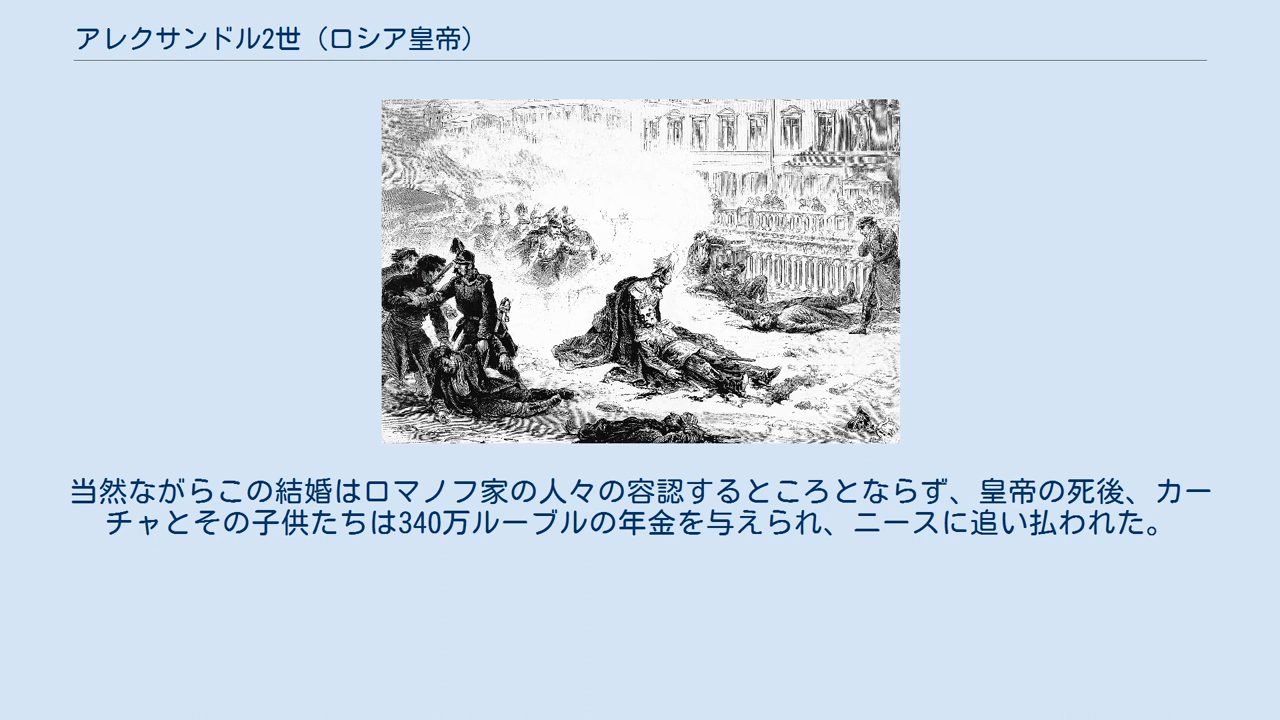 アレクサンドル2世（ロシア皇帝）
当然ながらこの結婚はロマノフ家の人々の容認するところとならず、皇帝の死後、カー
チャとその子供たちは340万ルーブルの年金を与えられ、ニースに追い払われた。